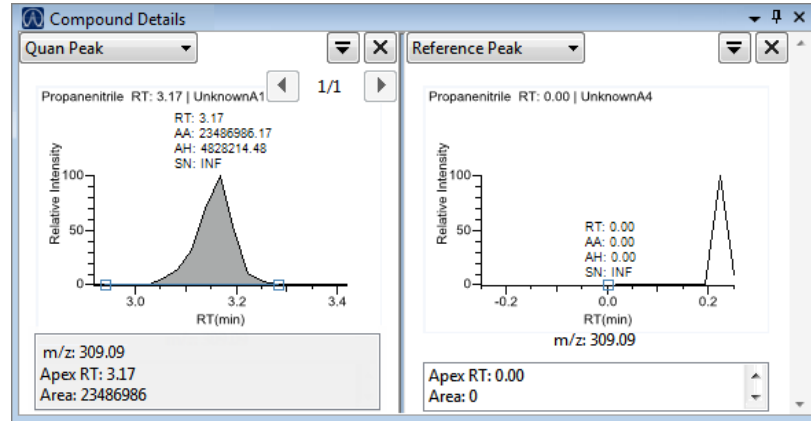 Compound Details
Quan Peak
Propanenitrile RT: 3.17 | UnknownA1
1/1
RT: 3.17
AA: 23486986.17
AH: 4828214.48
SN: INF
Relative Intensity
100
50
0
3.0 3.2 3.4
RT(min)
m/z: 309.09
Apex RT: 3.17
Area: 23486986
Reference Peak
Propanenitrile RT: 0.00 | UnknownA4
Relative Intensity
100
50
0
RT: 0.00
AA: 0.00
AH: 0.00
SN: INF
-0.2 0.0 0.2
RT(min)
m/z: 309.09
Apex RT: 0.00
Area: 0